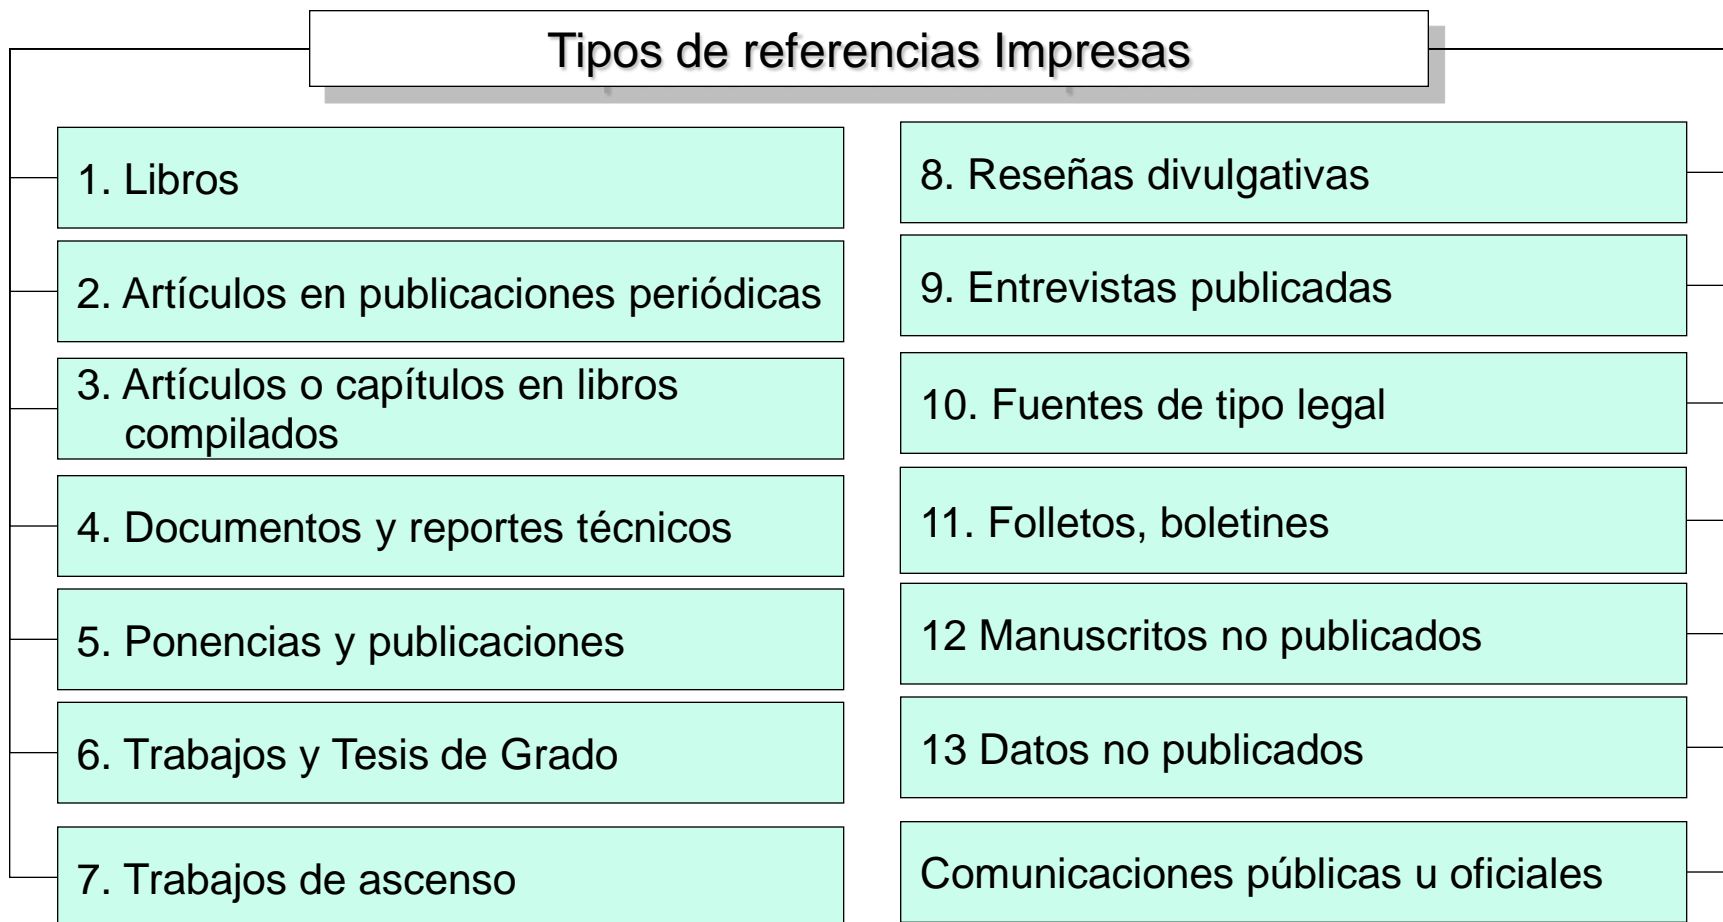 Tipos de referencias Impresas
1. Libros
2. Artículos en publicaciones periódicas
3. Artículos o capítulos en libros
compilados
4. Documentos y reportes técnicos
5. Ponencias y publicaciones
6. Trabajos y Tesis de Grado
7. Trabajos de ascenso
8. Reseñas divulgativas
9. Entrevistas publicadas
10. Fuentes de tipo legal
11. Folletos, boletines
12 Manuscritos no publicados
13 Datos no publicados
Comunicaciones públicas u oficiales